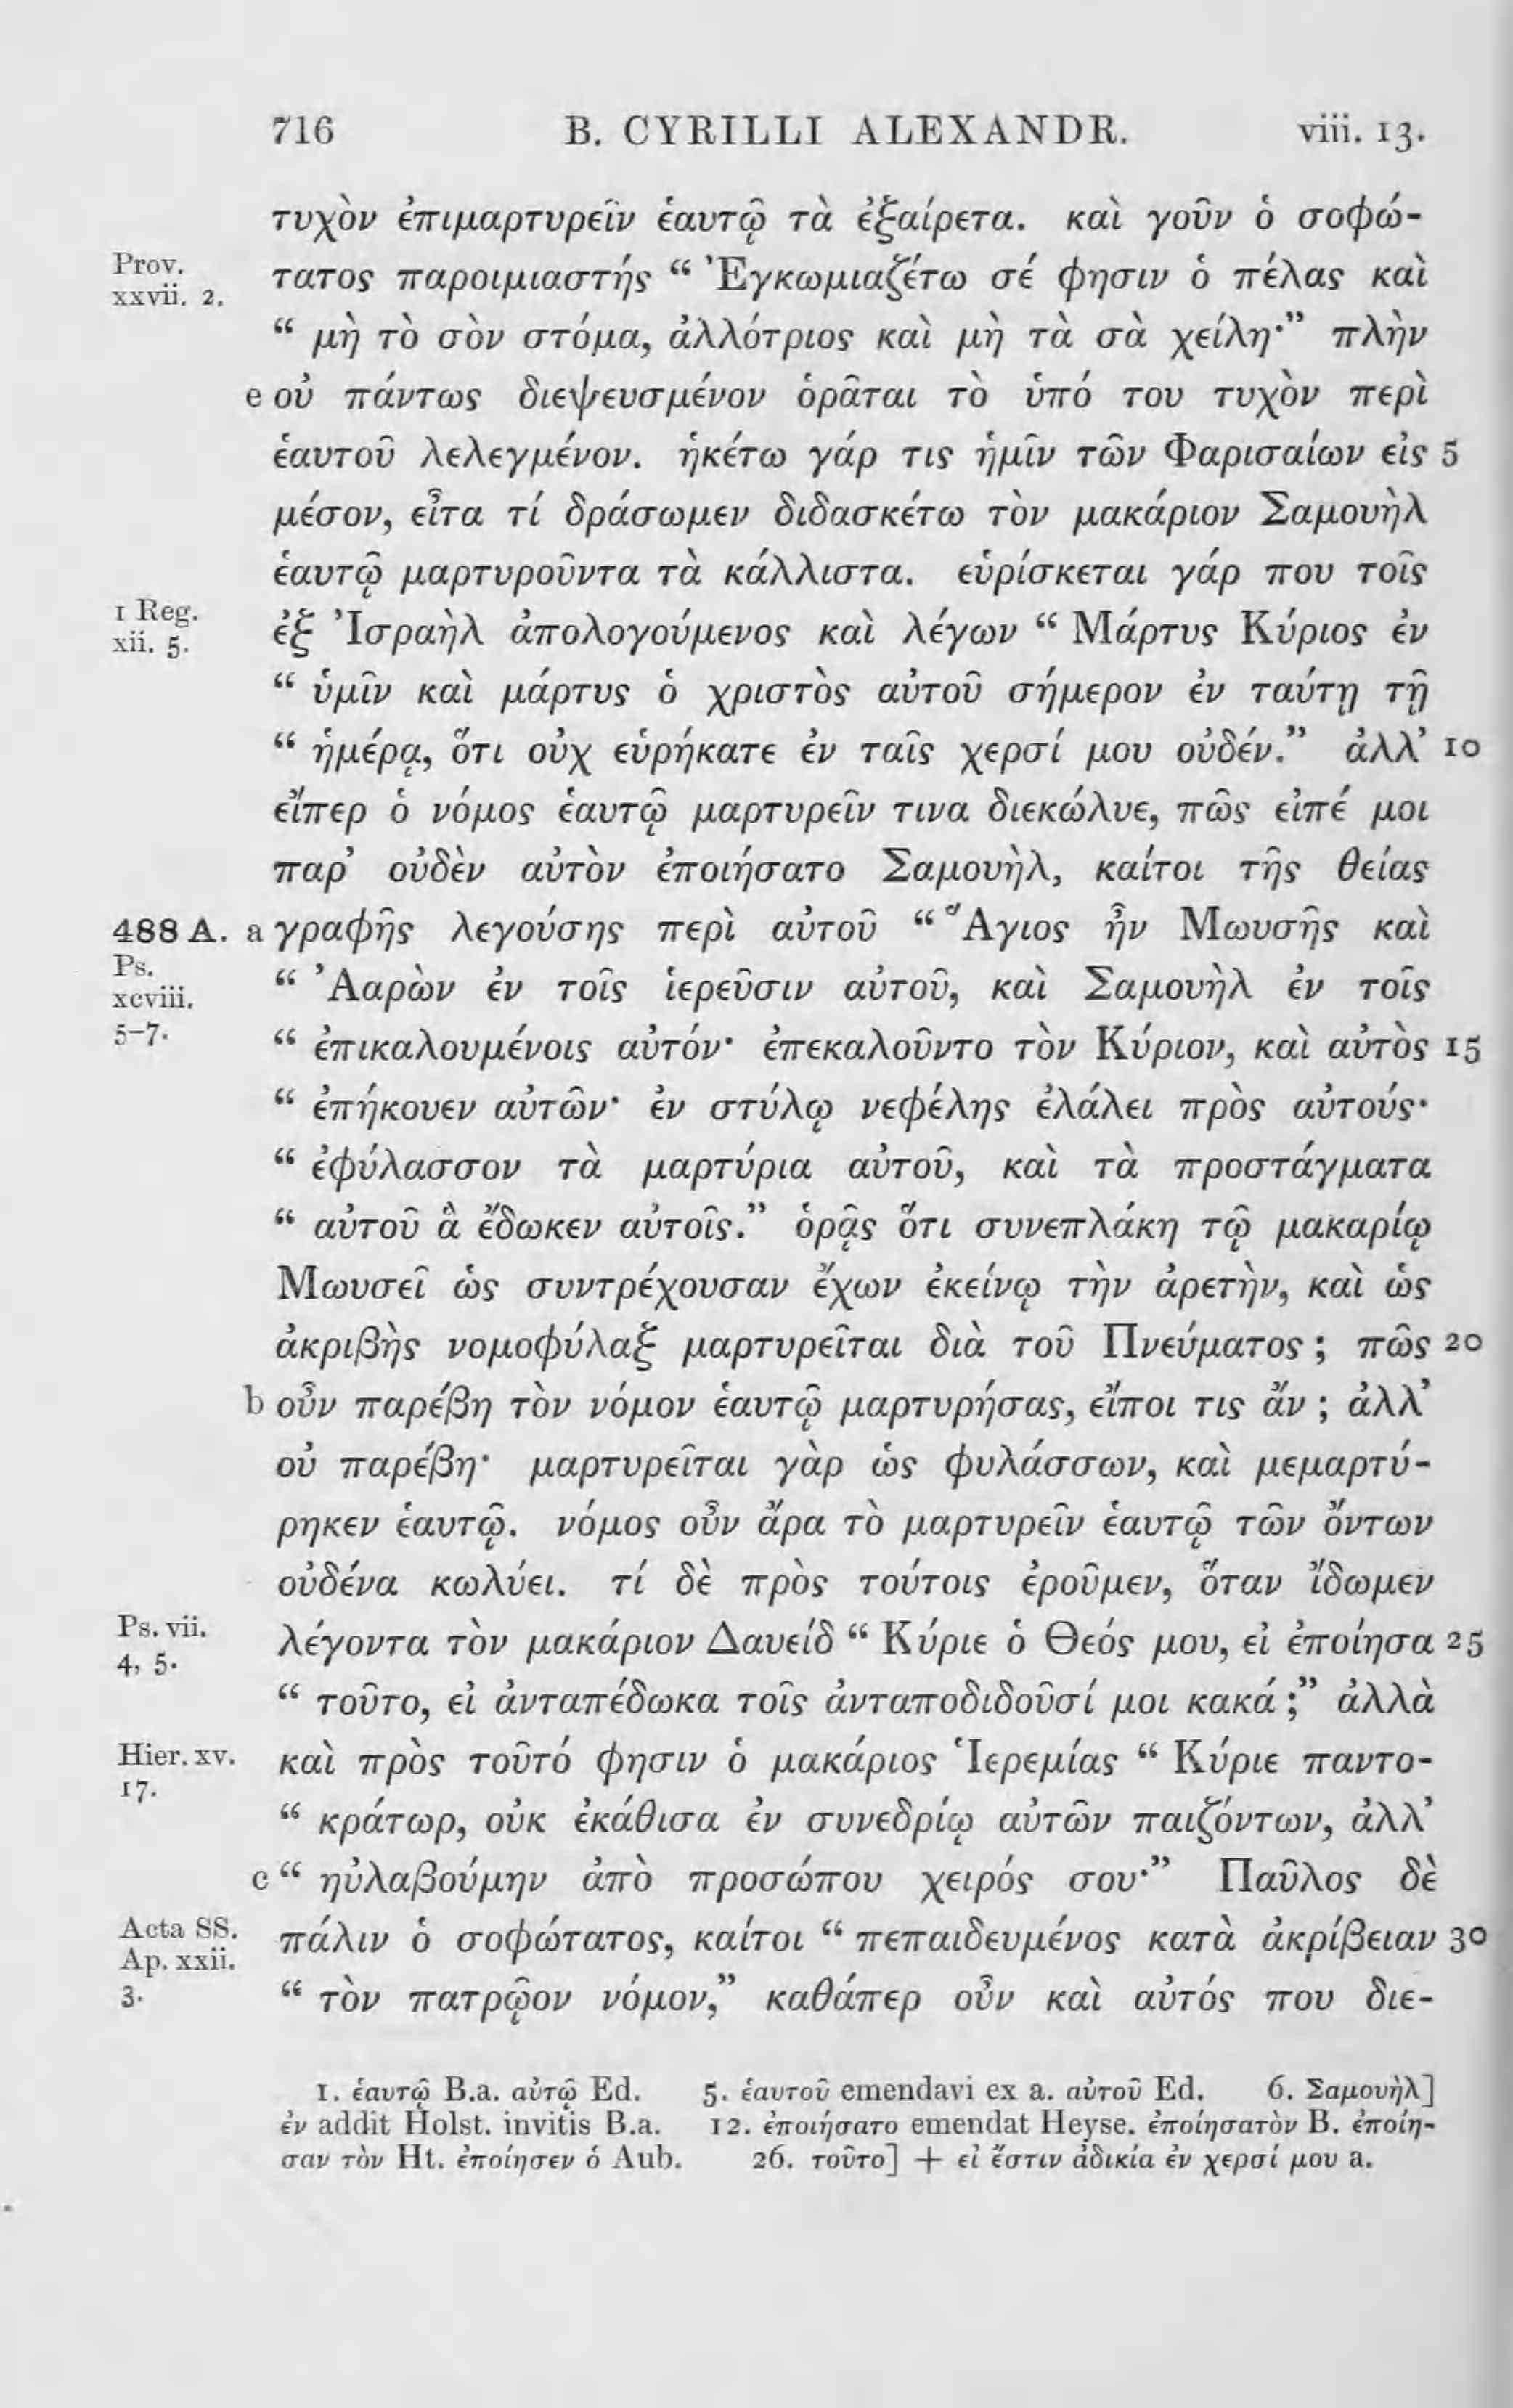 716 B. CYRILLI ALEXANDR. viii. 13.
τυχὸν ἐπιμαρτυρεῖν ἑαυτῷ τὰ ἐξαίρετα. καὶ γοῦν ὁ σοφώ-
Prov. xxvii. 2. τατος παροιμιαστής “ Ἐγκωμιαζέτω σέ φησιν ὁ πέλας καὶ
“ μὴ τὸ σὸν στόμα, ἀλλότριος καὶ μὴ τὰ σὰ χείλη·” πλὴν
e οὐ πάντως διεψευσμένον ὁρᾶται τὸ ὑπό του τυχὸν περὶ
ἑαυτοῦ λελεγμένον. ἡκέτω γάρ τις ἡμῖν τῶν Φαρισαίων εἰς 5
μέσον, εἶτα τί δράσωμεν διδασκέτω τὸν μακάριον Σαμουὴλ
ἑαυτῷ μαρτυροῦντα τὰ κάλλιστα. εὑρίσκεται γάρ που τοῖς
1 Reg. xii. 5. ἐξ Ἰσραὴλ ἀπολογούμενος καὶ λέγων “ Μάρτυς Κύριος ἐν
“ ὑμῖν καὶ μάρτυς ὁ χριστὸς αὐτοῦ σήμερον ἐν ταύτῃ τῇ
“ ἡμέρᾳ, ὅτι οὐχ εὑρήκατε ἐν ταῖς χερσί μου οὐδέν.” ἀλλ’ 10
εἴπερ ὁ νόμος ἑαυτῷ μαρτυρεῖν τινα διεκώλυε, πῶς εἰπέ μοι
παρ’ οὐδὲν αὐτὸν ἐποιήσατο Σαμουὴλ, καίτοι τῆς θείας
488 A. a γραφῆς λεγούσης περὶ αὐτοῦ “ Ἅγιος ἦν Μωυσῆς καὶ
Ps. xcviii. 5-7. “ Ἀαρὼν ἐν τοῖς ἱερεῦσιν αὐτοῦ, καὶ Σαμουὴλ ἐν τοῖς
“ ἐπικαλουμένοις αὐτόν· ἐπεκαλοῦντο τὸν Κύριον, καὶ αὐτὸς 15
“ ἐπήκουεν αὐτῶν· ἐν στύλῳ νεφέλης ἐλάλει πρὸς αὐτούς·
“ ἐφύλασσον τὰ μαρτύρια αὐτοῦ, καὶ τὰ προστάγματα
“ αὐτοῦ ἃ ἔδωκεν αὐτοῖς.” ὁρᾷς ὅτι συνεπλάκη τῷ μακαρίῳ
Μωυσεῖ ὡς συντρέχουσαν ἔχων ἐκείνῳ τὴν ἀρετὴν, καὶ ὡς
ἀκριβὴς νομοφύλαξ μαρτυρεῖται διὰ τοῦ Πνεύματος ; πῶς 20
b οὖν παρέβη τὸν νόμον ἑαυτῷ μαρτυρήσας, εἴποι τις ἄν ; ἀλλ’
οὐ παρέβη· μαρτυρεῖται γὰρ ὡς φυλάσσων, καὶ μεμαρτύ-
ρηκεν ἑαυτῷ. νόμος οὖν ἄρα τὸ μαρτυρεῖν ἑαυτῷ τῶν ὄντων
οὐδένα κωλύει. τί δὲ πρὸς τούτοις ἐροῦμεν, ὅταν ἴδωμεν
Ps. vii. 4, 5. λέγοντα τὸν μακάριον Δαυείδ “ Κύριε ὁ Θεός μου, εἰ ἐποίησα 25
“ τοῦτο, εἰ ἀνταπέδωκα τοῖς ἀνταποδιδοῦσί μοι κακά ;” ἀλλὰ
Hier. xv. 17. καὶ πρὸς τοῦτό φησιν ὁ μακάριος Ἱερεμίας “ Κύριε παντο-
“ κράτωρ, οὐκ ἐκάθισα ἐν συνεδρίῳ αὐτῶν παιζόντων, ἀλλ’
c “ ηὐλαβούμην ἀπὸ προσώπου χειρός σου·” Παῦλος δὲ
Acta SS. Ap. xxii. 3. πάλιν ὁ σοφώτατος, καίτοι “ πεπαιδευμένος κατὰ ἀκρίβειαν 30
“ τὸν πατρῷον νόμον,” καθάπερ οὖν καὶ αὐτός που διε-
1. ἑαυτῷ B.a. αὐτῷ Ed. 5. ἑαυτοῦ emendavi ex a. αὐτοῦ Ed. 6. Σαμουὴλ]
ἐν addit Holst. invitis B.a. 12. ἐποιήσατο emendat Heyse. ἐποίησατὸν B. ἐποίη-
σαν τὸν Ht. ἐποίησεν ὁ Aub. 26. τοῦτο] + εἰ ἔστιν ἀδικία ἐν χερσί μου a.